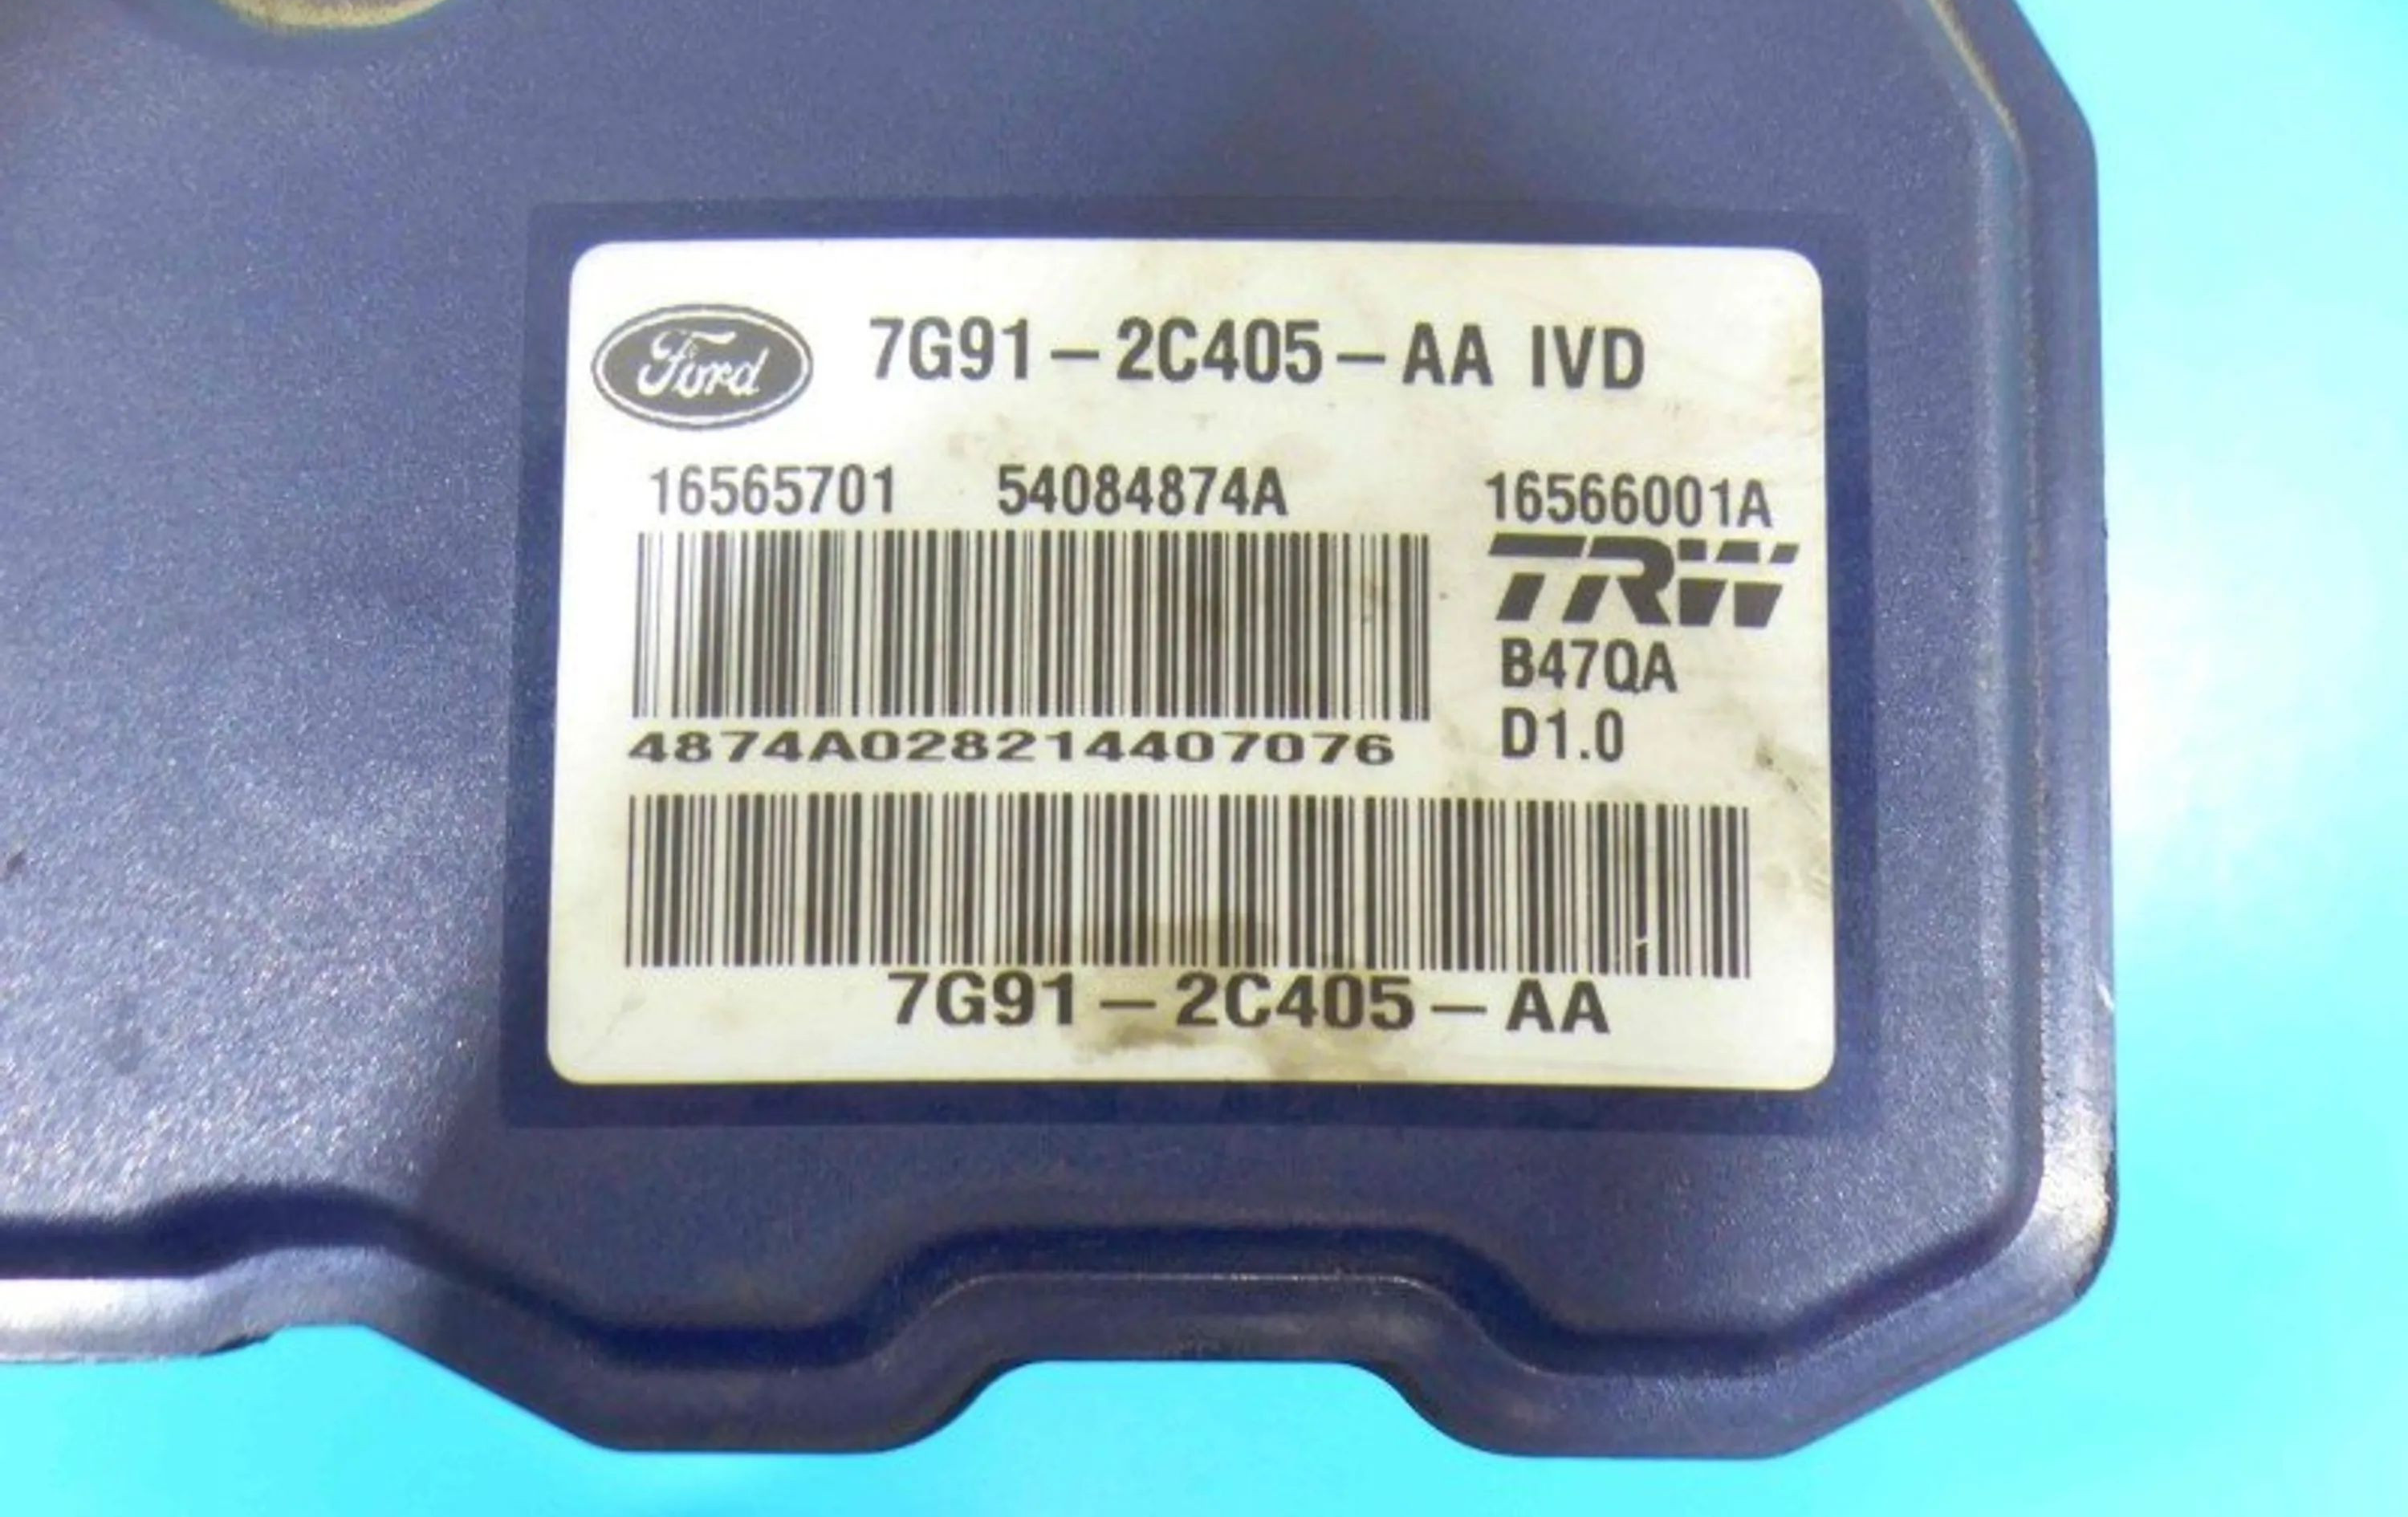 Ford 7G91-2C405-AA IVD
16565701 54084874A 16566001A
TRW
B47QA
D1.0
4874A028214407076
7G91-2C405-AA